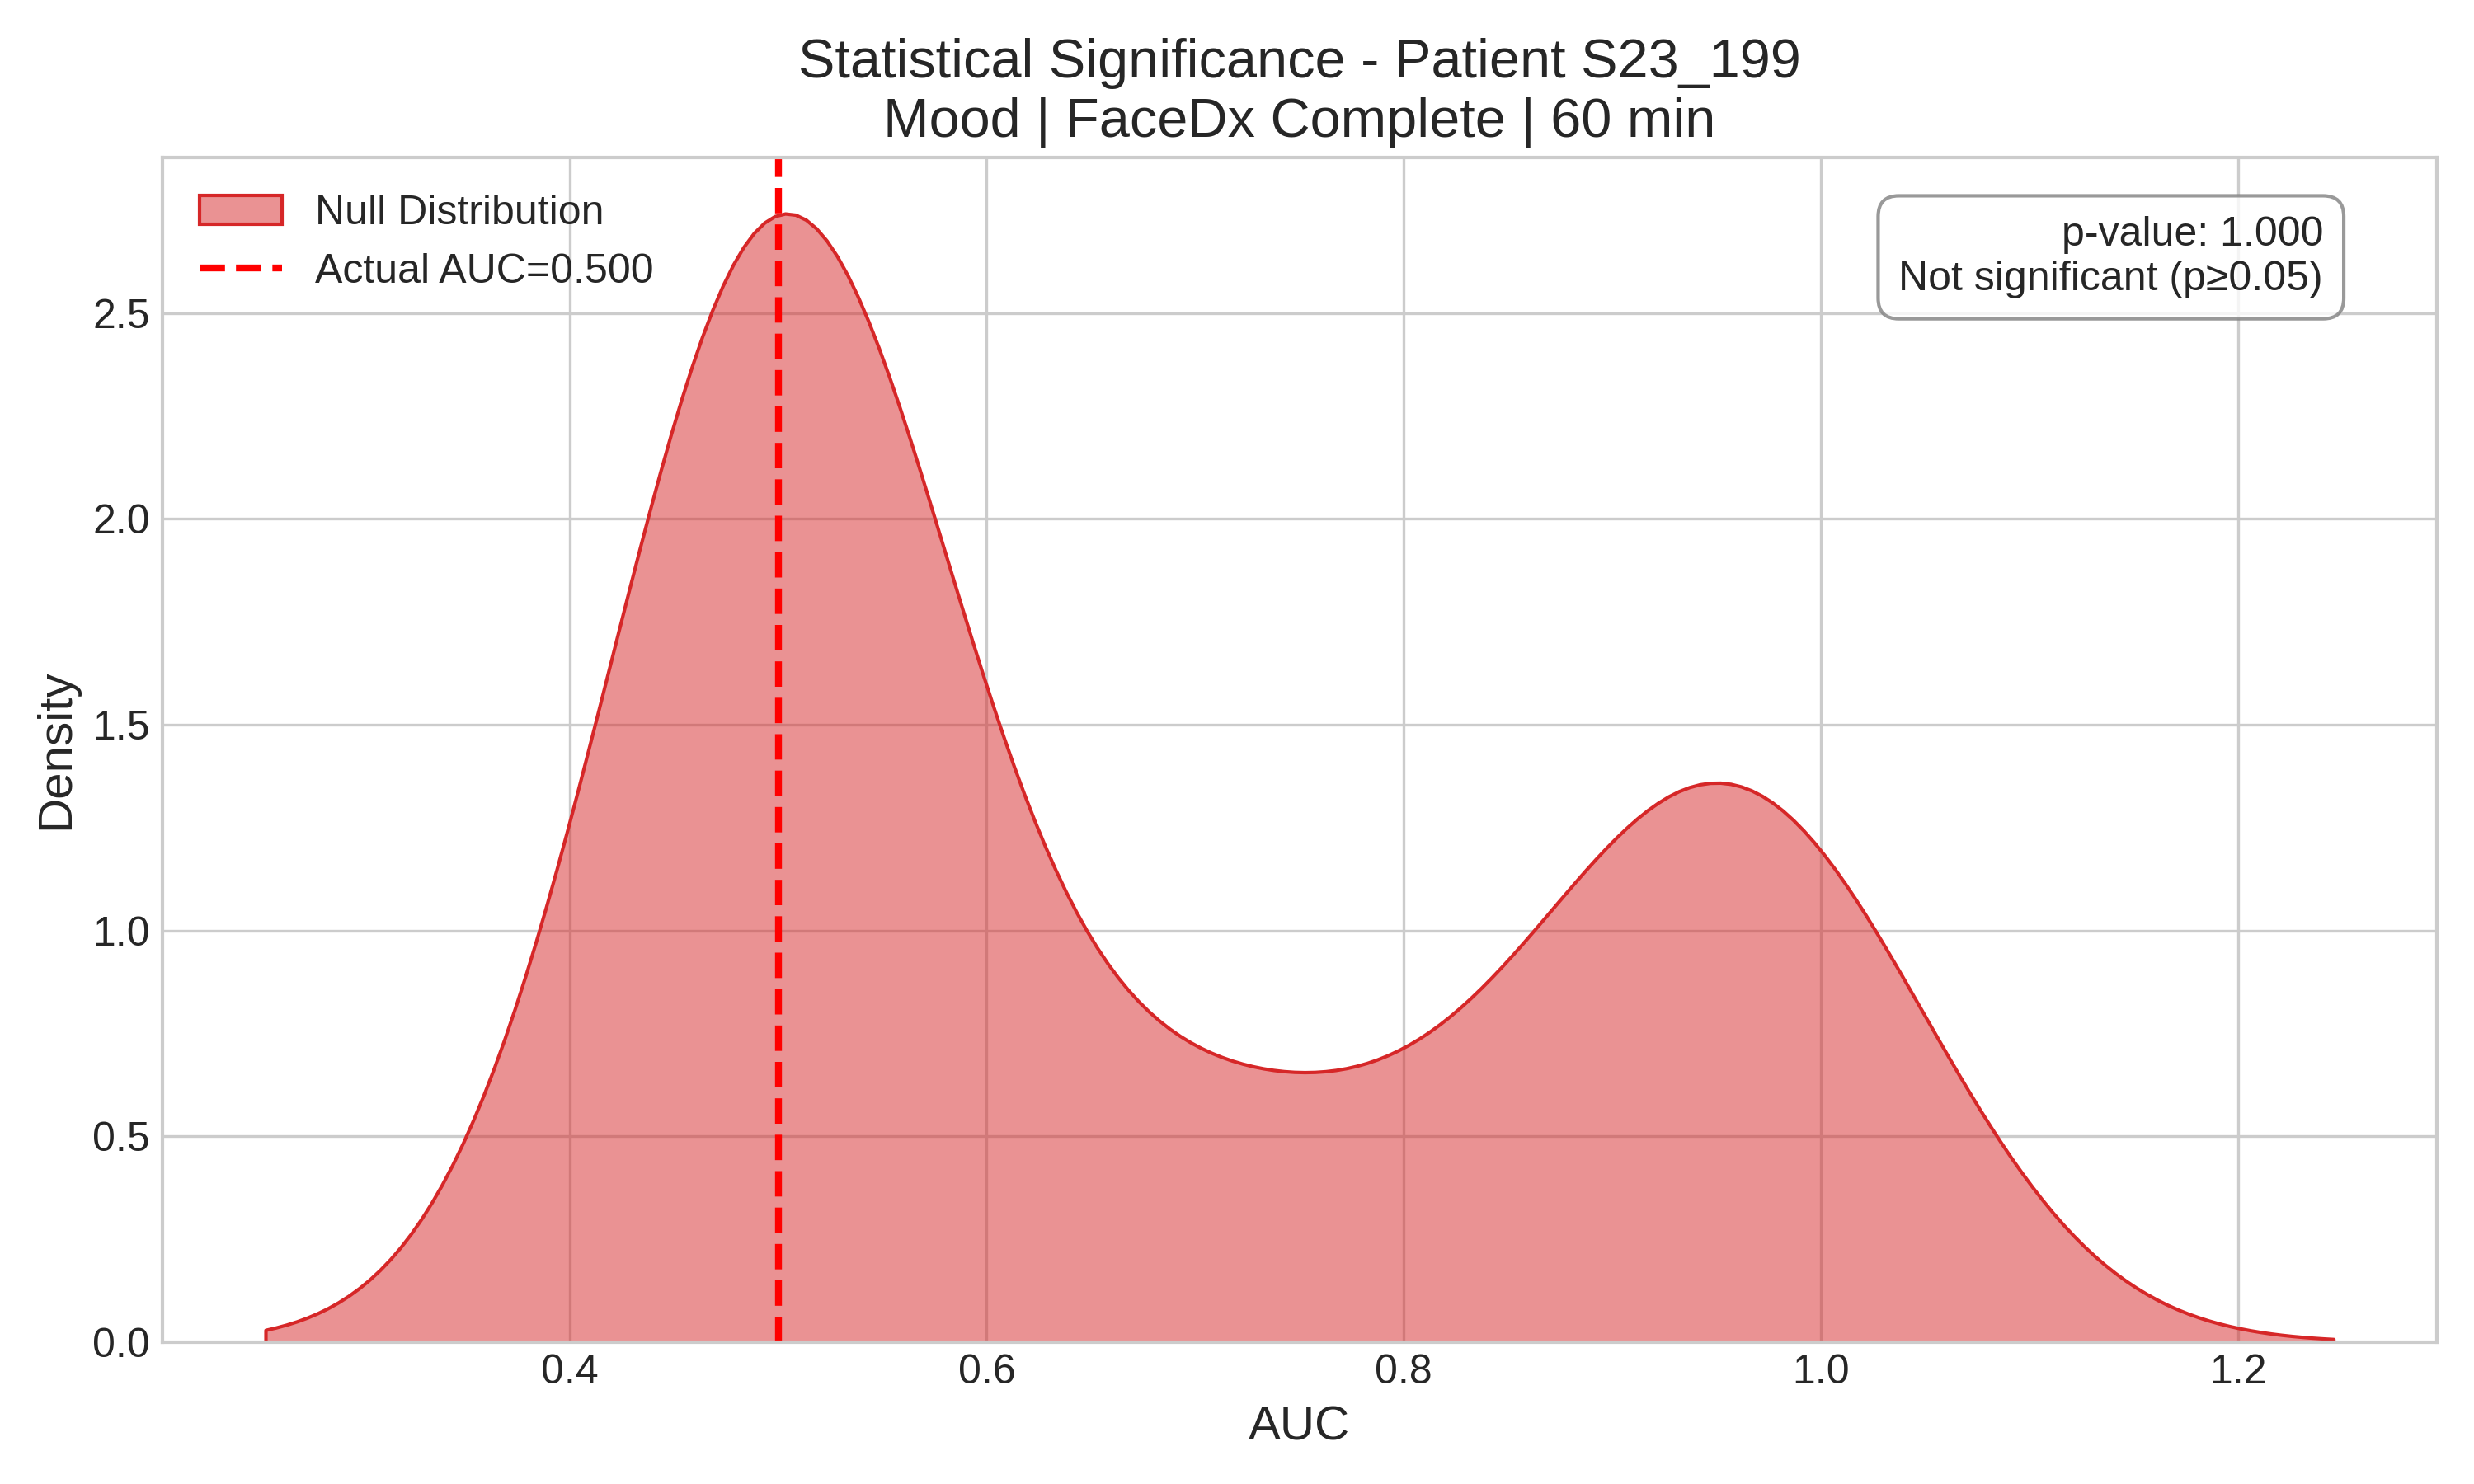 Statistical Significance - Patient S23_199
Mood | FaceDx Complete | 60 min
Null Distribution
Actual AUC=0.500
p-value: 1.000
Not significant (p≥0.05)
Density
2.5
2.0
1.5
1.0
0.5
0.0
0.4
0.6
0.8
1.0
1.2
AUC